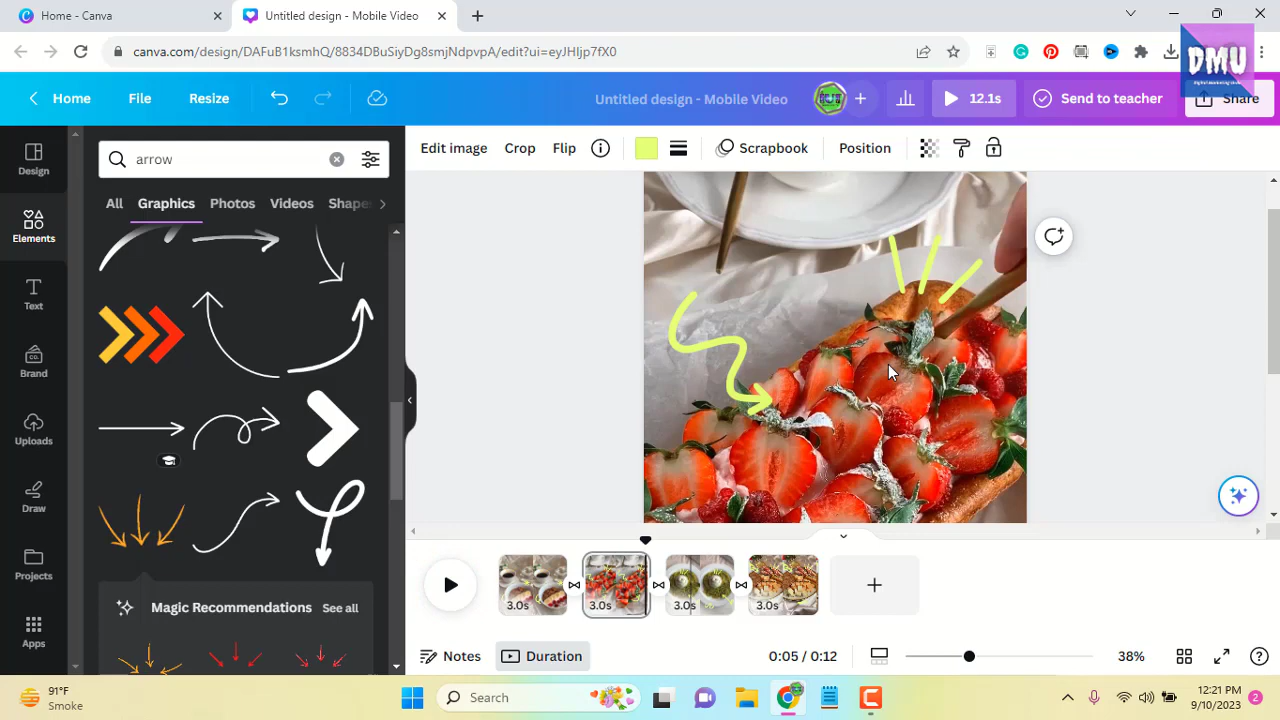 Home - Canva
Untitled design - Mobile Video
canva.com/design/DAFuB1ksmhQ/8834DBuSiyDg8smjNdpvpA/edit?ui=eyJHIjp7fX0
DMU
Home
File
Resize
Untitled design - Mobile Video
12.1s
Send to teacher
Share
Design
Elements
Text
Brand
Uploads
Draw
Projects
Apps
arrow
All
Graphics
Photos
Videos
Shape
Magic Recommendations
See all
Edit image
Crop
Flip
Scrapbook
Position
3.0s
3.0s
3.0s
3.0s
Notes
Duration
0:05 / 0:12
38%
91°F
Smoke
Search
12:21 PM
9/10/2023
2